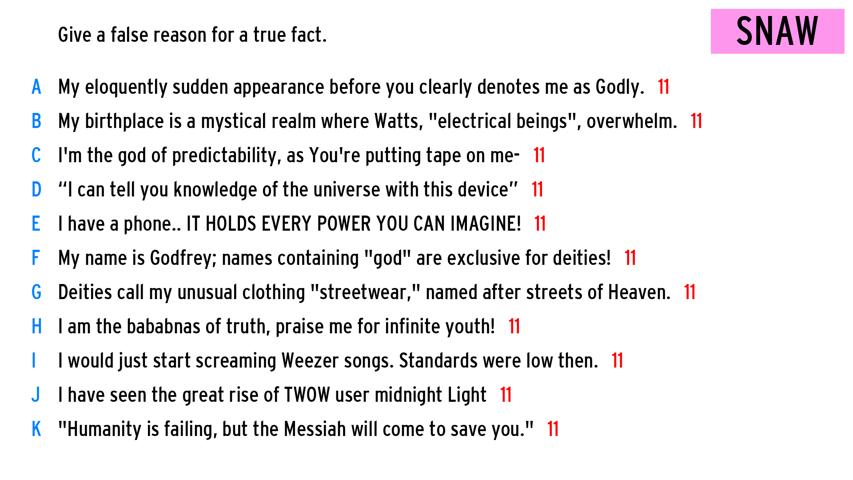 Give a false reason for a true fact.
SNAW
A My eloquently sudden appearance before you clearly denotes me as Godly. 11
B My birthplace is a mystical realm where Watts, "electrical beings", overwhelm. 11
C I'm the god of predictability, as You're putting tape on me- 11
D “I can tell you knowledge of the universe with this device” 11
E I have a phone.. IT HOLDS EVERY POWER YOU CAN IMAGINE! 11
F My name is Godfrey; names containing "god" are exclusive for deities! 11
G Deities call my unusual clothing "streetwear," named after streets of Heaven. 11
H I am the bababnas of truth, praise me for infinite youth! 11
I I would just start screaming Weezer songs. Standards were low then. 11
J I have seen the great rise of TWOW user midnight Light 11
K "Humanity is failing, but the Messiah will come to save you." 11